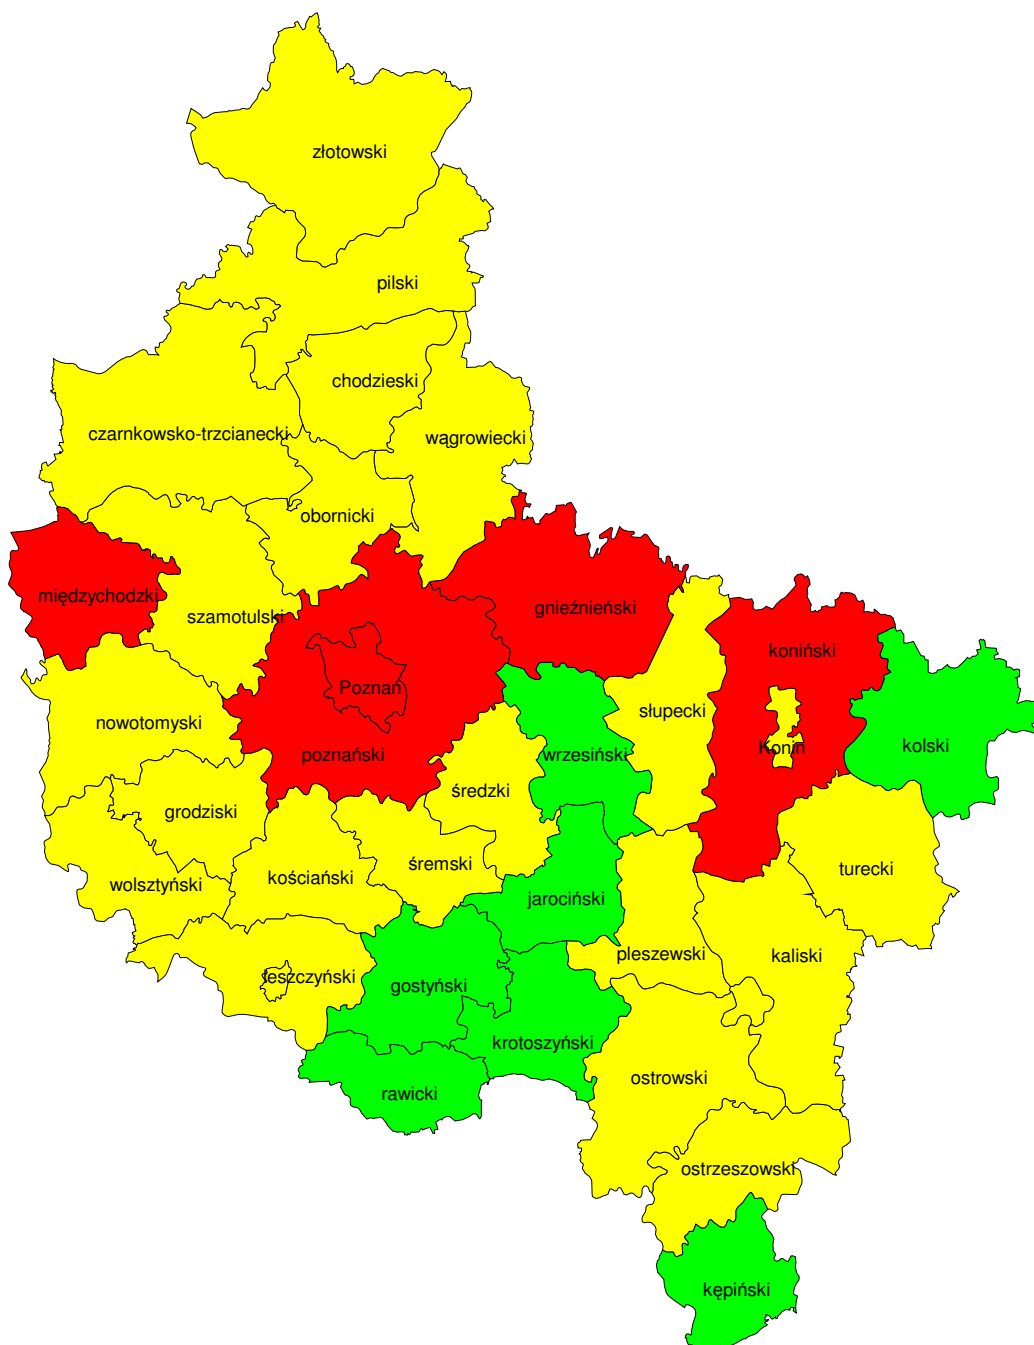 złotowski
pilski
chodzieski
czarnkowsko-trzcianecki
wągrowiecki
obornicki
międzychodzki
gnieźnieński
szamotulski
koniński
Poznań
słupecki
nowotomyski
kolski
Konin
poznański
wrzesiński
średzki
grodziski
śremski
turecki
kościański
wolsztyński
jarociński
pleszewski
kaliski
leszczyński
gostyński
krotoszyński
ostrowski
rawicki
ostrzeszowski
kępiński